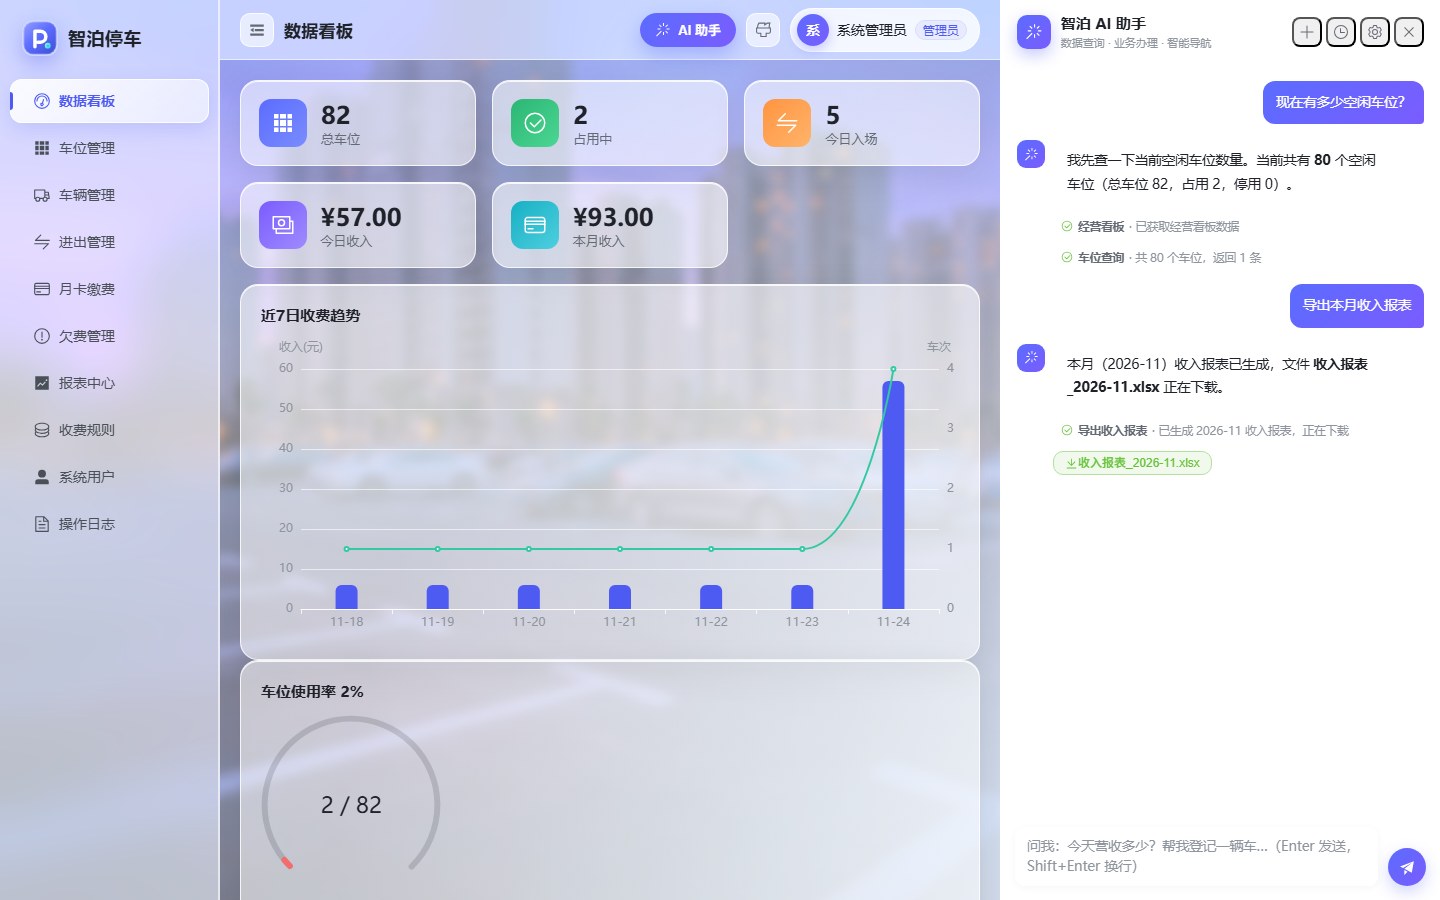 智泊停车
数据看板
车位管理
车辆管理
进出管理
月卡缴费
欠费管理
报表中心
收费规则
系统用户
操作日志
数据看板
AI 助手
系
系统管理员
管理员
82
总车位
2
占用中
5
今日入场
¥57.00
今日收入
¥93.00
本月收入
近7日收费趋势
收入(元)
车次
60
50
40
30
20
10
0
4
3
2
1
0
11-18
11-19
11-20
11-21
11-22
11-23
11-24
车位使用率 2%
2 / 82
智泊 AI 助手
数据查询 · 业务办理 · 智能导航
现在有多少空闲车位？
我先查一下当前空闲车位数量。当前共有 80 个空闲
车位（总车位 82，占用 2，停用 0）。
经营看板 · 已获取经营看板数据
车位查询 · 共 80 个车位，返回 1 条
导出本月收入报表
本月（2026-11）收入报表已生成，文件 收入报表
_2026-11.xlsx 正在下载。
导出收入报表 · 已生成 2026-11 收入报表，正在下载
收入报表_2026-11.xlsx
问我：今天营收多少？帮我登记一辆车...（Enter 发送，
Shift+Enter 换行）